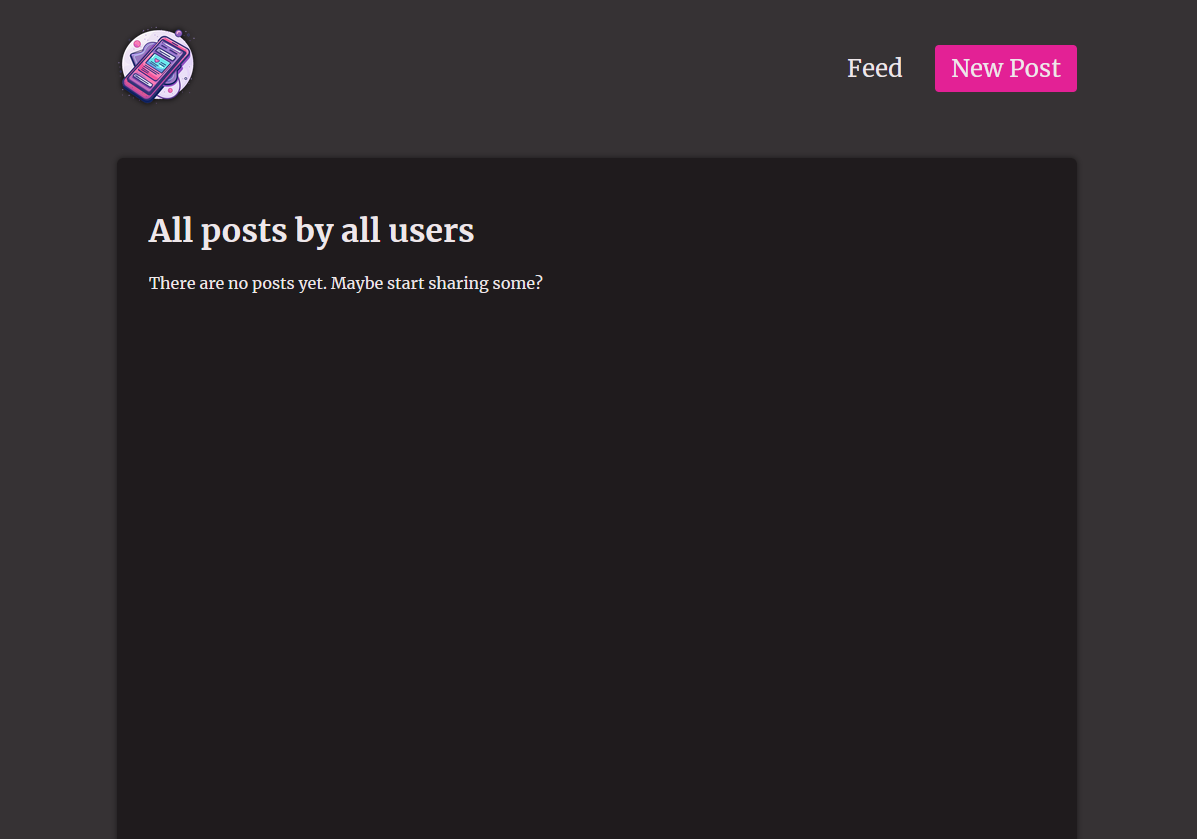 Feed
New Post
All posts by all users
There are no posts yet. Maybe start sharing some?